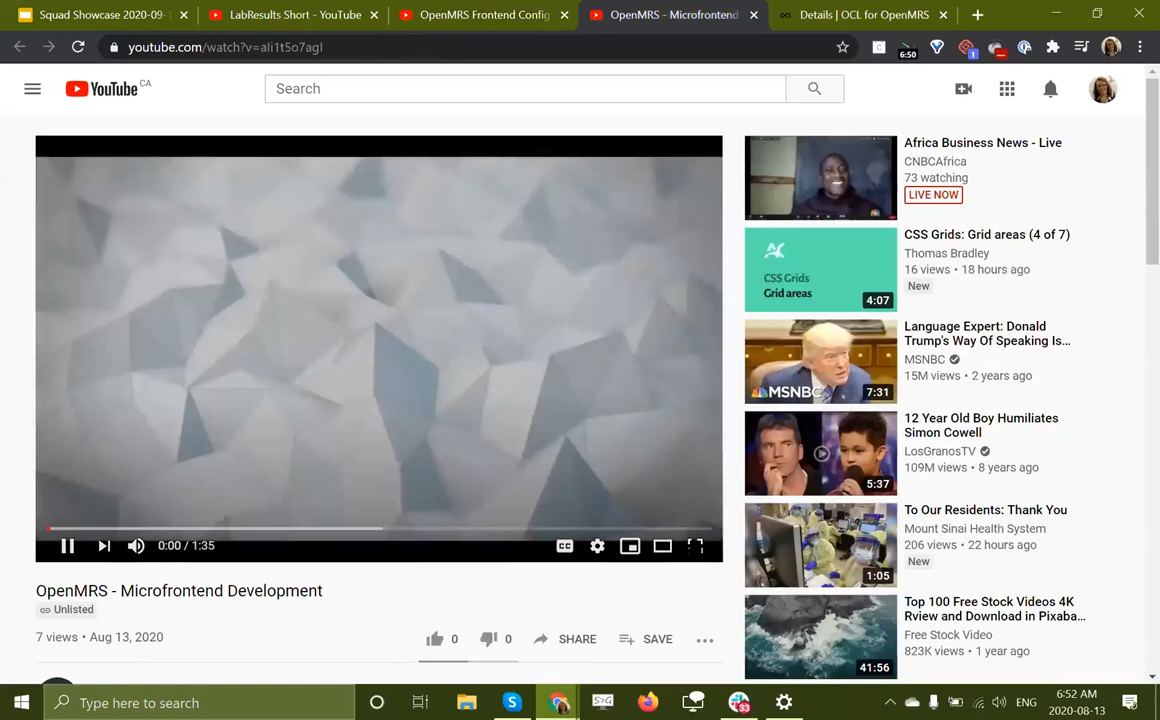 Squad Showcase 2020-09-
LabResults Short - YouTube
OpenMRS Frontend Config
OpenMRS - Microfrontend
Details | OCL for OpenMRS
youtube.com/watch?v=ali1t5o7agI
6:50
1
YouTube CA
Search
Africa Business News - Live
CNBCAfrica
73 watching
LIVE NOW
CSS Grids
Grid areas
4:07
CSS Grids: Grid areas (4 of 7)
Thomas Bradley
16 views • 18 hours ago
New
MSNBC
7:31
Language Expert: Donald
Trump's Way Of Speaking Is...
MSNBC
15M views • 2 years ago
5:37
12 Year Old Boy Humiliates
Simon Cowell
LosGranosTV
109M views • 8 years ago
0:00 / 1:35
CC
1:05
To Our Residents: Thank You
Mount Sinai Health System
206 views • 22 hours ago
New
OpenMRS - Microfrontend Development
Unlisted
7 views • Aug 13, 2020
0
0
SHARE
SAVE
41:56
Top 100 Free Stock Videos 4K
Rview and Download in Pixaba...
Free Stock Video
823K views • 1 year ago
Type here to search
33
ENG
6:52 AM
2020-08-13